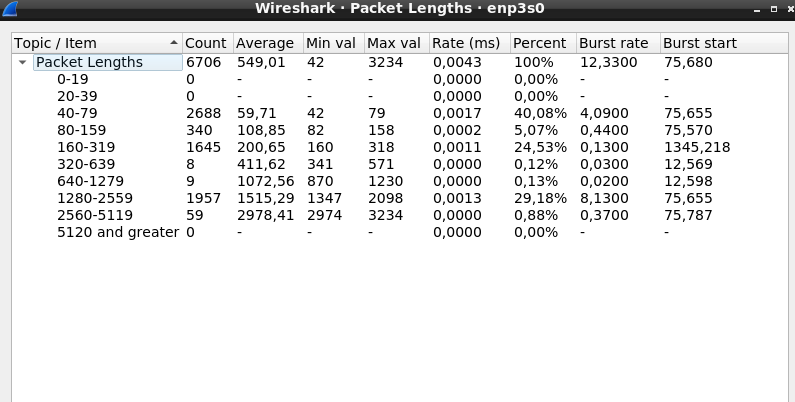 Wireshark · Packet Lengths · enp3s0
Topic / Item Count Average Min val Max val Rate (ms) Percent Burst rate Burst start
Packet Lengths 6706 549,01 42 3234 0,0043 100% 12,3300 75,680
0-19 0 - - - 0,0000 0,00% - -
20-39 0 - - - 0,0000 0,00% - -
40-79 2688 59,71 42 79 0,0017 40,08% 4,0900 75,655
80-159 340 108,85 82 158 0,0002 5,07% 0,4400 75,570
160-319 1645 200,65 160 318 0,0011 24,53% 0,1300 1345,218
320-639 8 411,62 341 571 0,0000 0,12% 0,0300 12,569
640-1279 9 1072,56 870 1230 0,0000 0,13% 0,0200 12,598
1280-2559 1957 1515,29 1347 2098 0,0013 29,18% 8,1300 75,655
2560-5119 59 2978,41 2974 3234 0,0000 0,88% 0,3700 75,787
5120 and greater 0 - - - 0,0000 0,00% - -